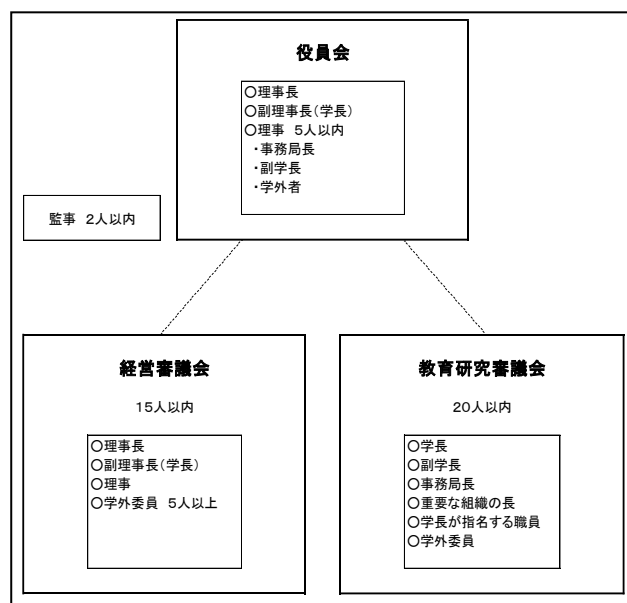 役員会
○理事長
○副理事長(学長)
○理事 5人以内
・事務局長
・副学長
・学外者
監事 2人以内
経営審議会
15人以内
○理事長
○副理事長(学長)
○理事
○学外委員 5人以上
教育研究審議会
20人以内
○学長
○副学長
○事務局長
○重要な組織の長
○学長が指名する職員
○学外委員